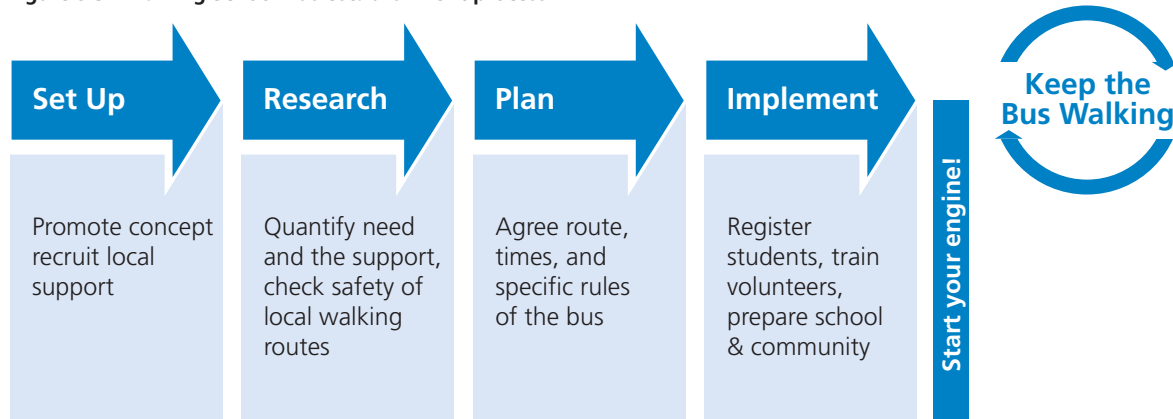 Set Up
Promote concept
recruit local
support
Research
Quantify need
and the support,
check safety of
local walking
routes
Plan
Agree route,
times, and
specific rules
of the bus
Implement
Register
students, train
volunteers,
prepare school
& community
Start your engine!
Keep the
Bus Walking